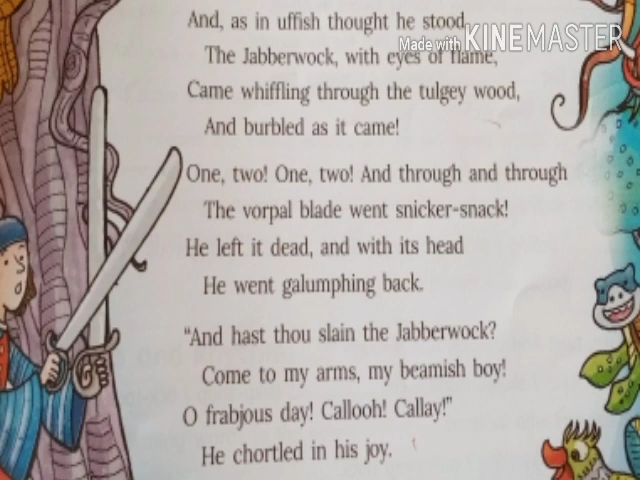 And, as in uffish thought he stood,
Made with KINEMASTER
The Jabberwock, with eyes of flame,
Came whiffling through the tulgey wood,
And burbled as it came!
One, two! One, two! And through and through
The vorpal blade went snicker-snack!
He left it dead, and with its head
He went galumphing back.
“And hast thou slain the Jabberwock?
Come to my arms, my beamish boy!
O frabjous day! Callooh! Callay!”
He chortled in his joy.